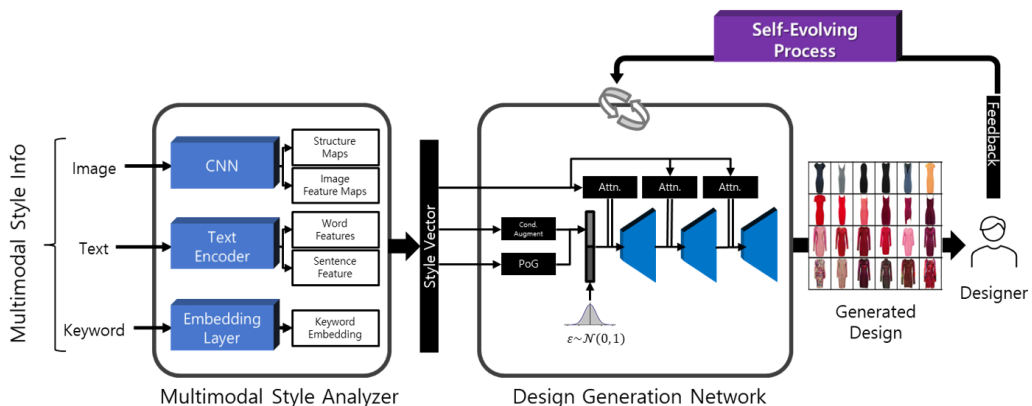 Self-Evolving
Process
Feedback
Multimodal Style Info
Image
Text
Keyword
CNN
Text
Encoder
Embedding
Layer
Structure
Maps
Image
Feature Maps
Word
Features
Sentence
Feature
Keyword
Embedding
Style Vector
Attn.
Attn.
Attn.
Cond.
Augment
PoG
ε~𝒩(0,1)
Generated
Design
Designer
Multimodal Style Analyzer
Design Generation Network